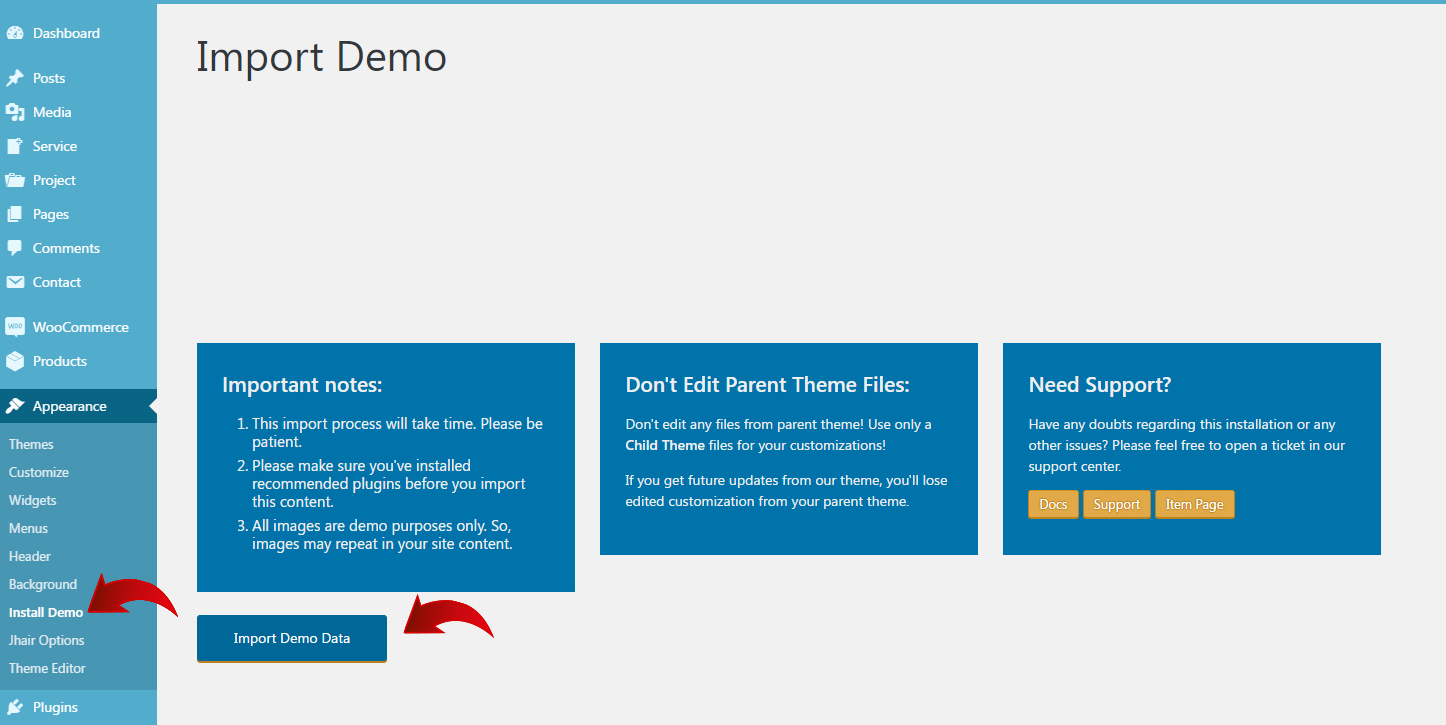 Dashboard
Posts
Media
Service
Project
Pages
Comments
Contact
WOO
WooCommerce
Products
Appearance
Themes
Customize
Widgets
Menus
Header
Background
Install Demo
Jhair Options
Theme Editor
Plugins
Import Demo
Important notes:
1. This import process will take time. Please be
patient.
2. Please make sure you've installed
recommended plugins before you import
this content.
3. All images are demo purposes only. So,
images may repeat in your site content.
Don't Edit Parent Theme Files:
Don't edit any files from parent theme! Use only a
Child Theme files for your customizations!
If you get future updates from our theme, you'll lose
edited customization from your parent theme.
Need Support?
Have any doubts regarding this installation or any
other issues? Please feel free to open a ticket in our
support center.
Docs Support Item Page
Import Demo Data